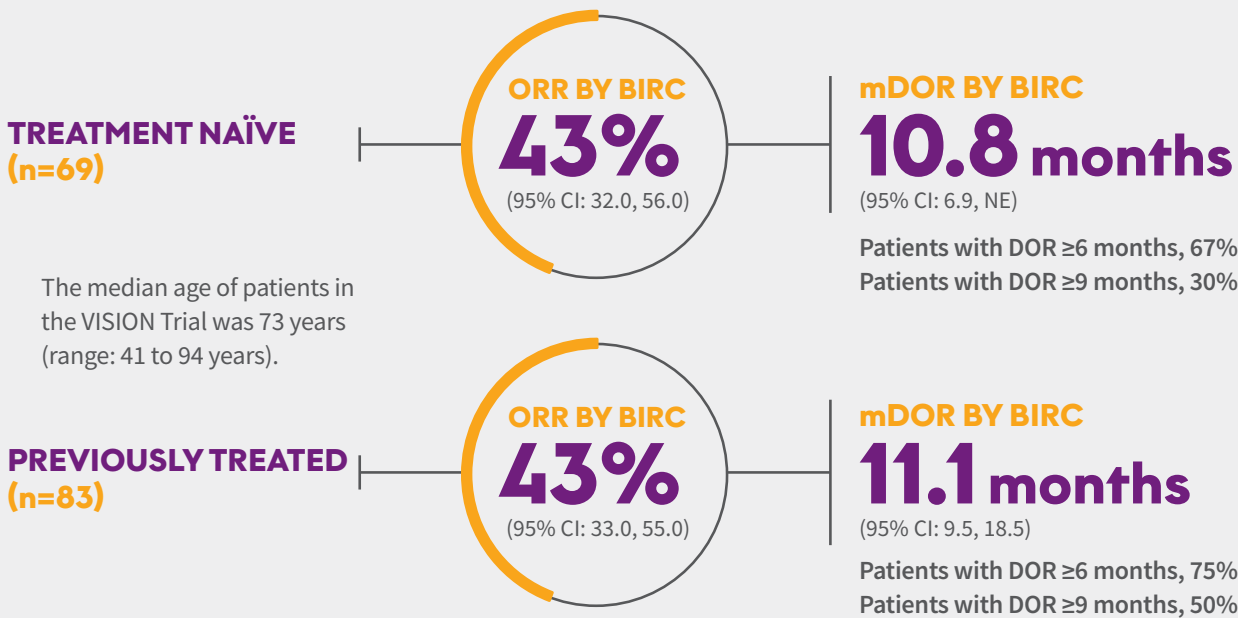 TREATMENT NAÏVE
(n=69)
ORR BY BIRC
43%
(95% CI: 32.0, 56.0)
mDOR BY BIRC
10.8 months
(95% CI: 6.9, NE)
Patients with DOR ≥6 months, 67%
Patients with DOR ≥9 months, 30%
The median age of patients in
the VISION Trial was 73 years
(range: 41 to 94 years).
PREVIOUSLY TREATED
(n=83)
ORR BY BIRC
43%
(95% CI: 33.0, 55.0)
mDOR BY BIRC
11.1 months
(95% CI: 9.5, 18.5)
Patients with DOR ≥6 months, 75%
Patients with DOR ≥9 months, 50%